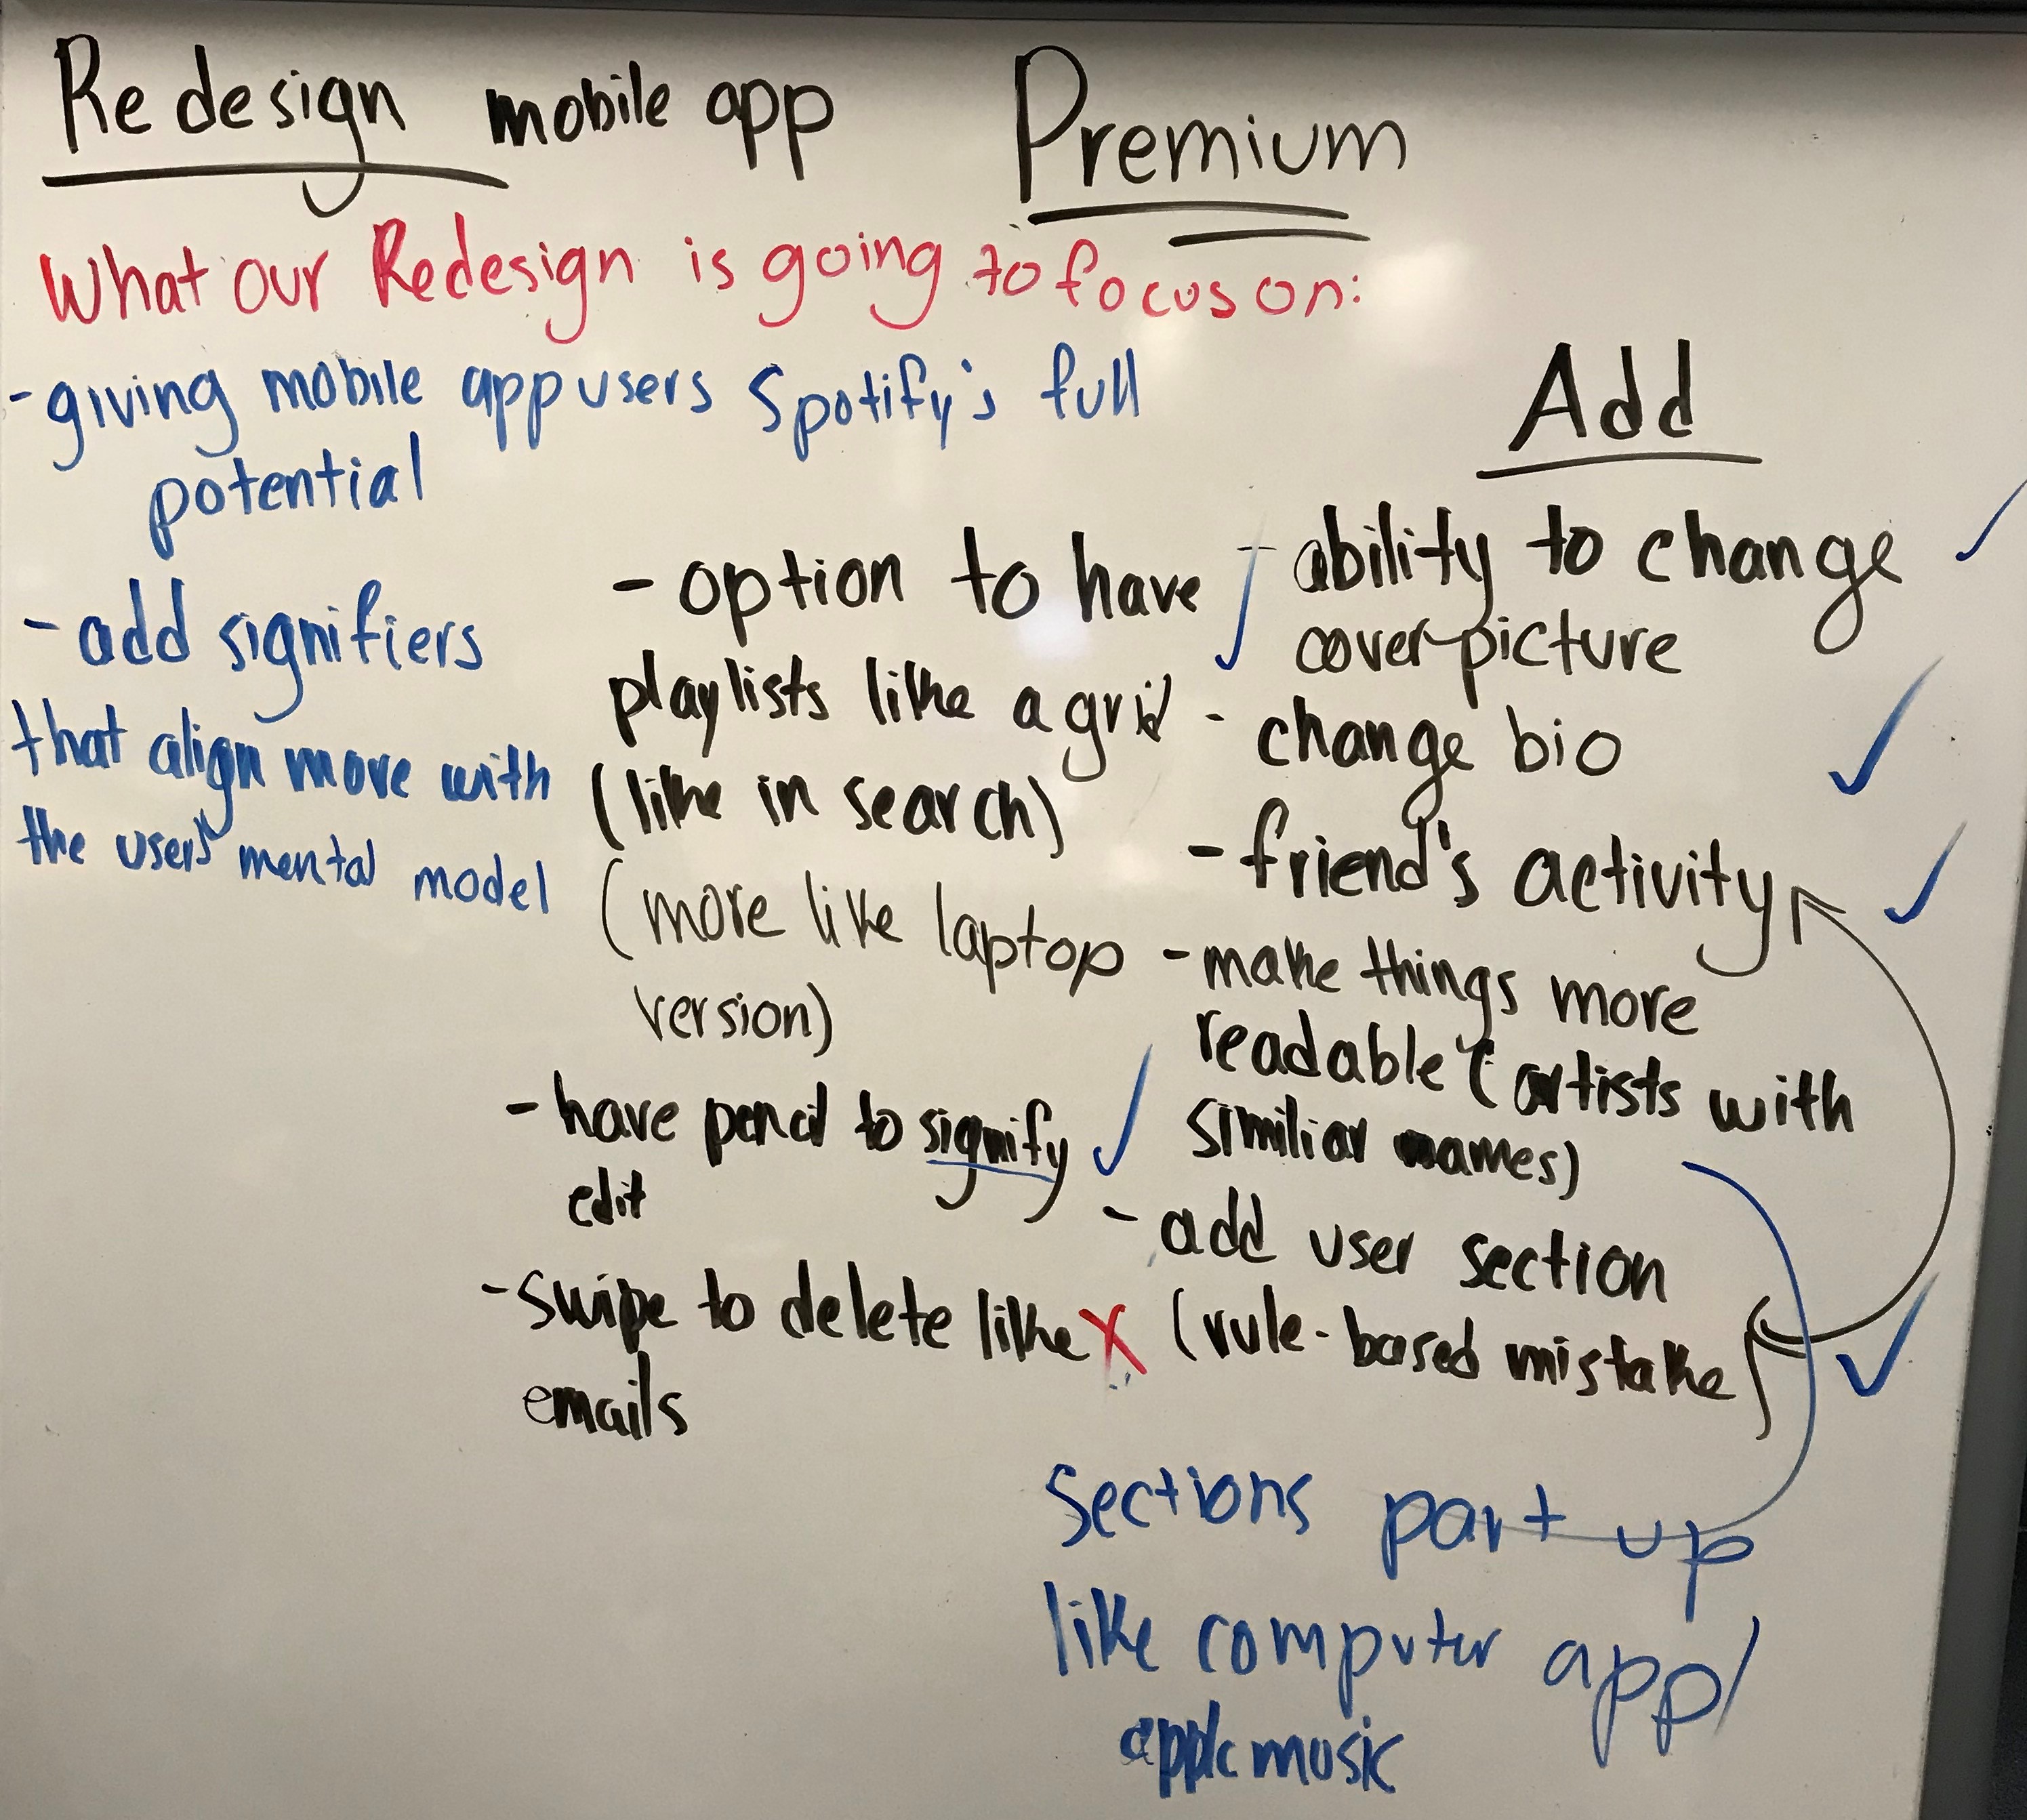 Redesign mobile app Premium
What our Redesign is going to focus on:
- giving mobile app users Spotify's full
potential
- add signifiers
that align more with
the users' mental model
- option to have
playlists like a grid
(like in search)
(more like laptop
version)
- have pencil to signify
edit
- swipe to delete like X
emails
Add
- ability to change
cover picture
- change bio
- friend's activity
- make things more
readable (artists with
similiar names)
- add user section
(rule-based mistake)
Sections part up
like computer app/
apple music